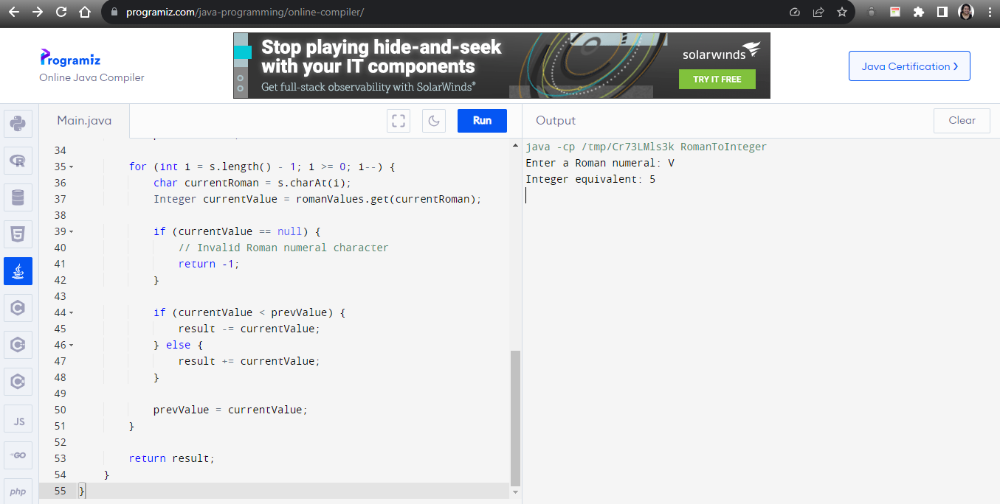 programiz.com/java-programming/online-compiler/
Programiz
Online Java Compiler
Stop playing hide-and-seek
with your IT components
Get full-stack observability with SolarWinds®
solarwinds
TRY IT FREE
Java Certification >
Main.java
Run
Output
Clear
34
35 for (int i = s.length() - 1; i >= 0; i--) {
36 char currentRoman = s.charAt(i);
37 Integer currentValue = romanValues.get(currentRoman);
38
39 if (currentValue == null) {
40 // Invalid Roman numeral character
41 return -1;
42 }
43
44 if (currentValue < prevValue) {
45 result -= currentValue;
46 } else {
47 result += currentValue;
48 }
49
50 prevValue = currentValue;
51 }
52
53 return result;
54 }
55 }
java -cp /tmp/Cr73LMls3k RomanToInteger
Enter a Roman numeral: V
Integer equivalent: 5
R
5
C
C
C
JS
GO
php